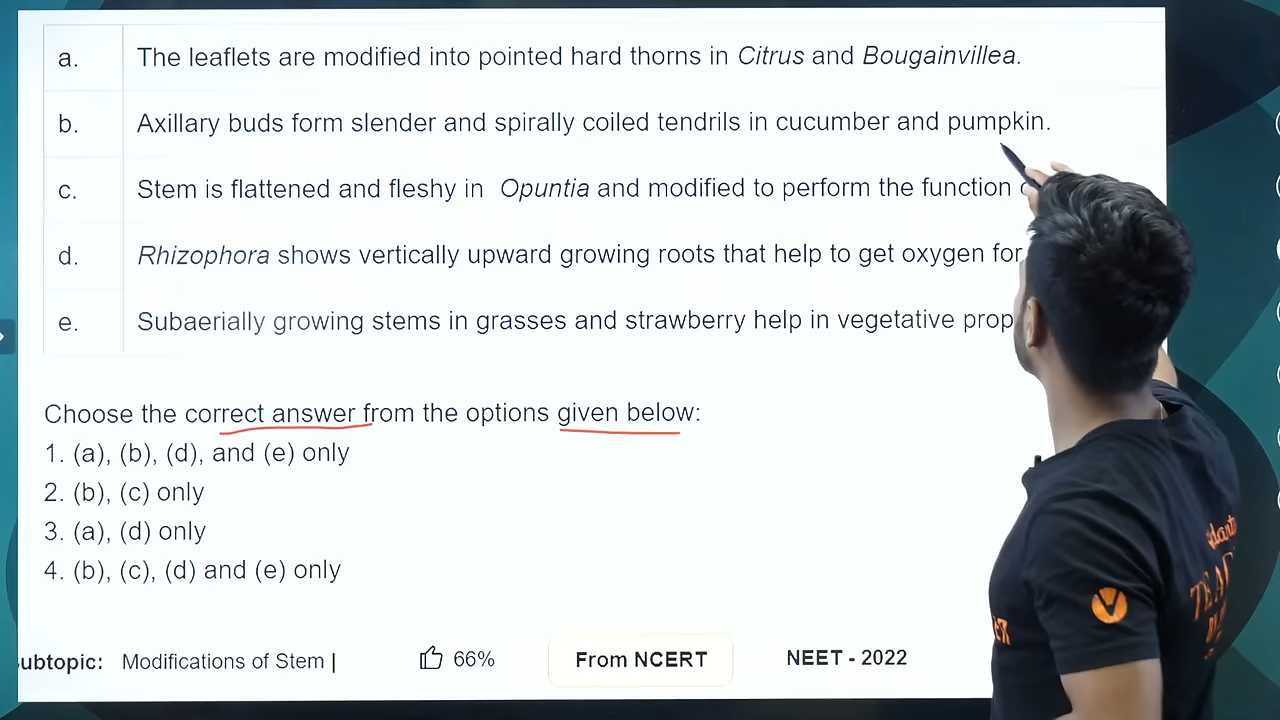 a. The leaflets are modified into pointed hard thorns in Citrus and Bougainvillea.
b. Axillary buds form slender and spirally coiled tendrils in cucumber and pumpkin.
c. Stem is flattened and fleshy in Opuntia and modified to perform the function
d. Rhizophora shows vertically upward growing roots that help to get oxygen for
e. Subaerially growing stems in grasses and strawberry help in vegetative prop
Choose the correct answer from the options given below:
1. (a), (b), (d), and (e) only
2. (b), (c) only
3. (a), (d) only
4. (b), (c), (d) and (e) only
ubtopic: Modifications of Stem | 66% From NCERT NEET - 2022